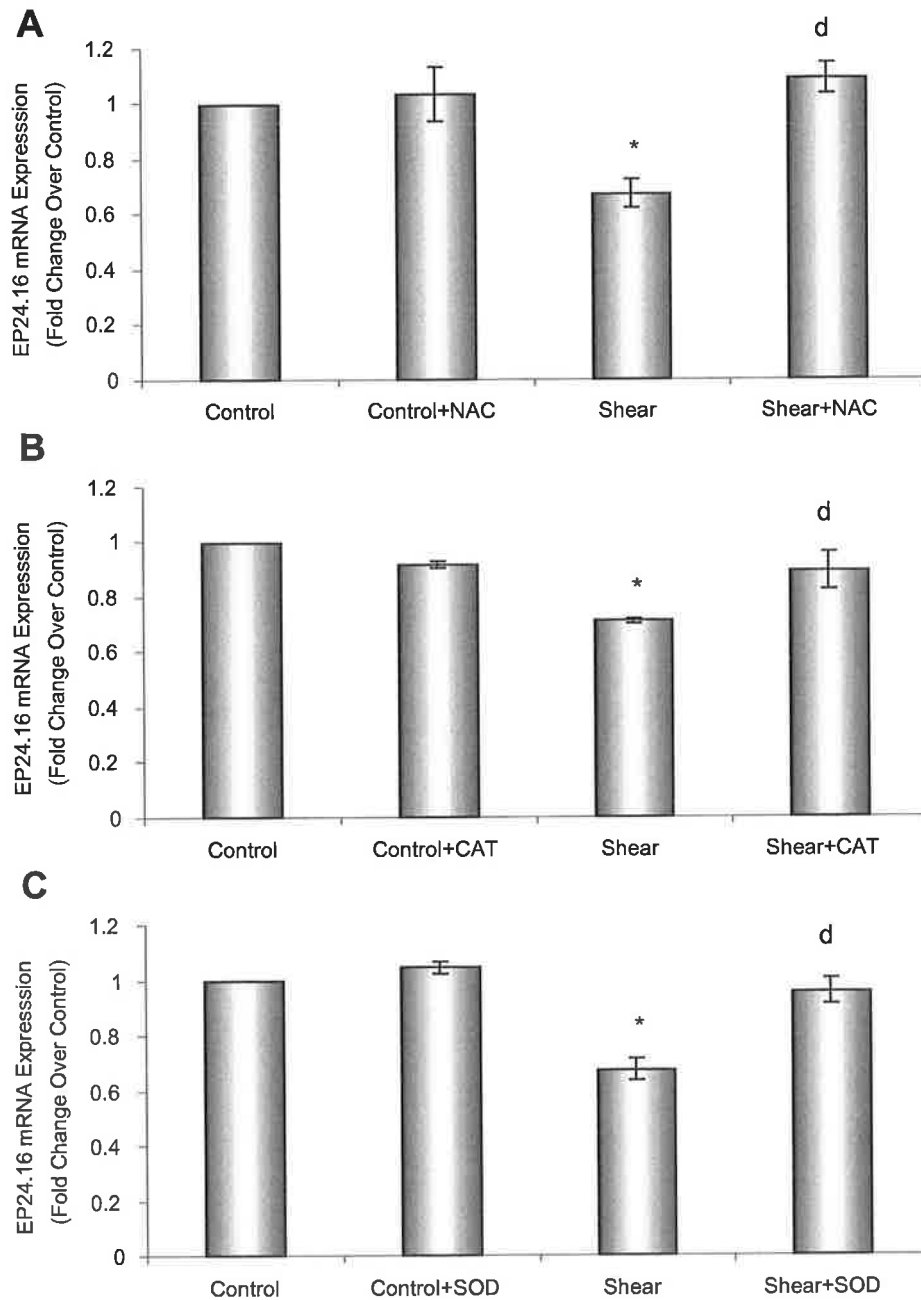 A
d
EP24.16 mRNA Expresssion
(Fold Change Over Control)
1.2
1
0.8
0.6
0.4
0.2
0
*
Control
Control+NAC
Shear
Shear+NAC
B
d
EP24.16 mRNA Expresssion
(Fold Change Over Control)
1.2
1
0.8
0.6
0.4
0.2
0
*
Control
Control+CAT
Shear
Shear+CAT
C
d
EP24.16 mRNA Expresssion
(Fold Change Over Control)
1.2
1
0.8
0.6
0.4
0.2
0
*
Control
Control+SOD
Shear
Shear+SOD